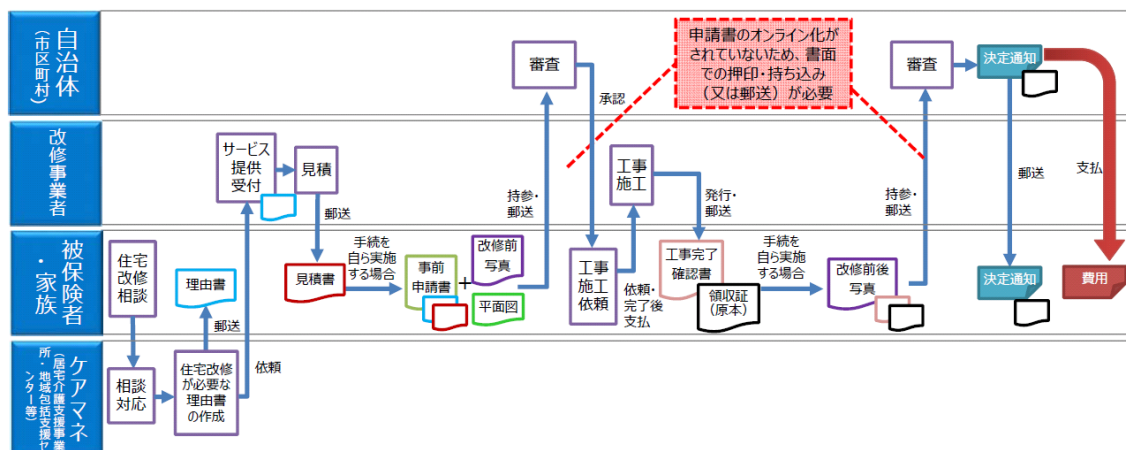 自治体
（市区町村）
審査
承認
申請書のオンライン化が
されていないため、書面
での押印・持ち込み
（又は郵送）が必要
審査
決定通知
改修事業者
サービス
提供
受付
見積
郵送
持参・
郵送
工事
施工
発行・
郵送
持参・
郵送
郵送
支払
被保険者
・家族
住宅
改修
相談
理由書
郵送
見積書
手続を
自ら実施
する場合
事前
申請書
+
改修前
写真
平面図
工事
施工
依頼
依頼・
完了後
支払
工事完了
確認書
領収証
（原本）
手続を
自ら実施
する場合
改修前後
写真
決定通知
費用
ケアマネ
（居宅介護支援事業
所・地域包括支援セ
ンター等）
相談
対応
住宅改修
が必要な
理由書
の作成
依頼